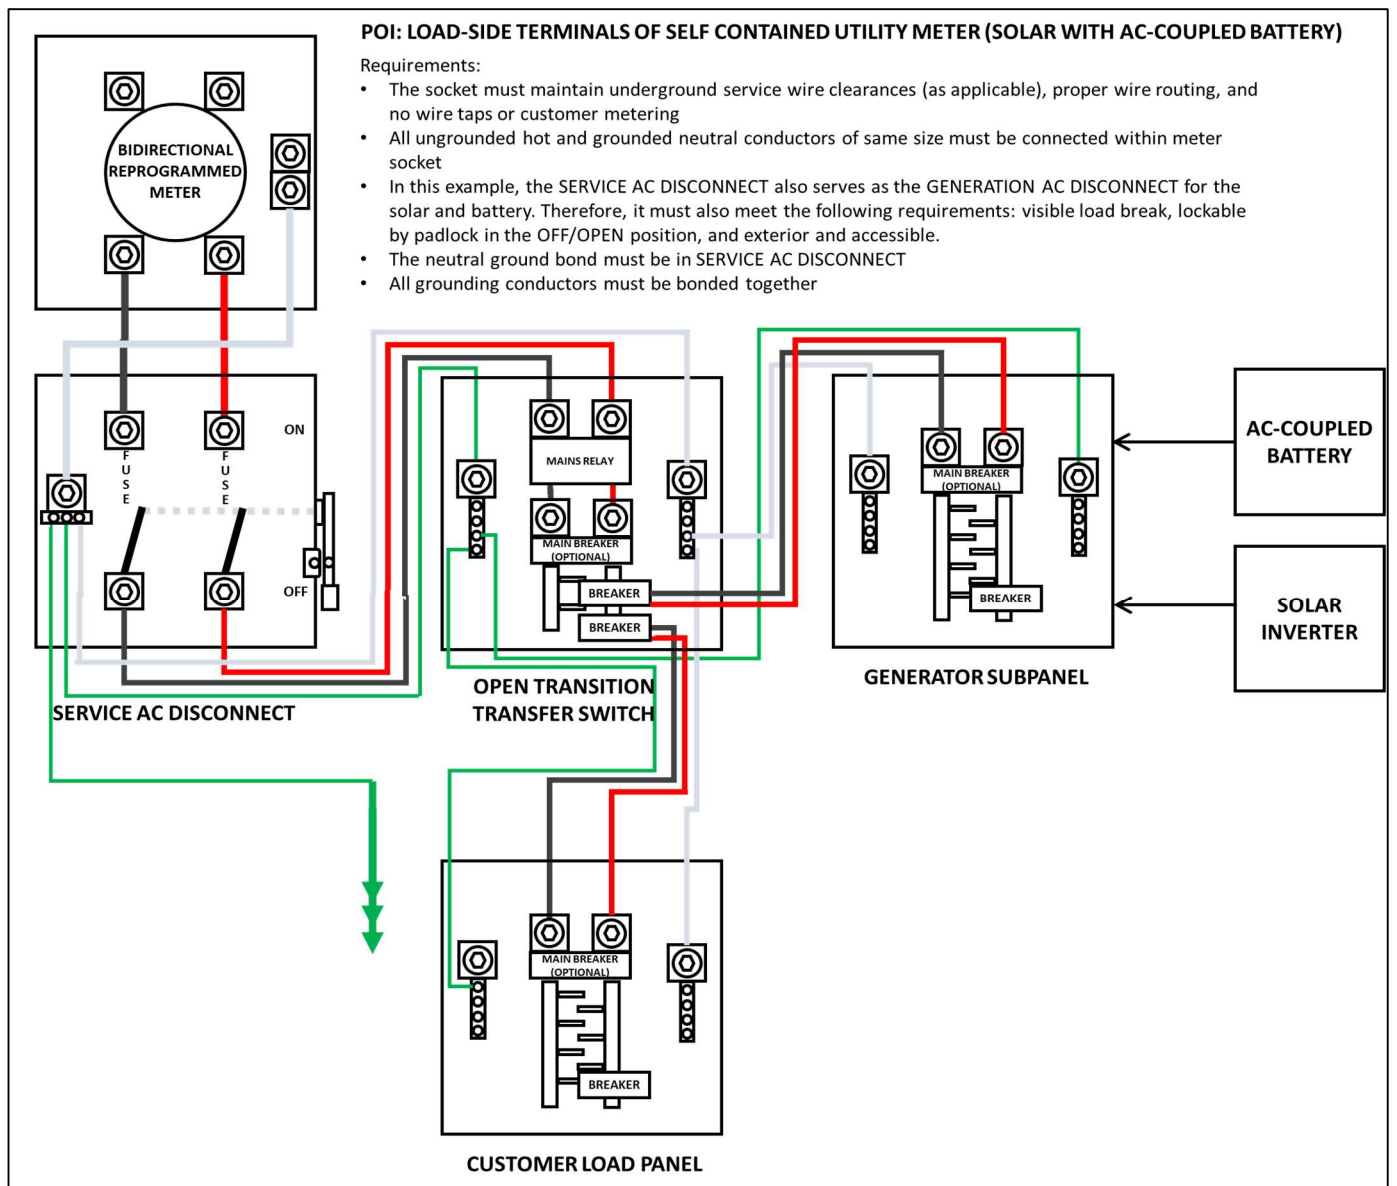 POI: LOAD-SIDE TERMINALS OF SELF CONTAINED UTILITY METER (SOLAR WITH AC-COUPLED BATTERY)
Requirements:
• The socket must maintain underground service wire clearances (as applicable), proper wire routing, and
no wire taps or customer metering
• All ungrounded hot and grounded neutral conductors of same size must be connected within meter
socket
• In this example, the SERVICE AC DISCONNECT also serves as the GENERATION AC DISCONNECT for the
solar and battery. Therefore, it must also meet the following requirements: visible load break, lockable
by padlock in the OFF/OPEN position, and exterior and accessible.
• The neutral ground bond must be in SERVICE AC DISCONNECT
• All grounding conductors must be bonded together
BIDIRECTIONAL
REPROGRAMMED
METER
ON
FUSE
FUSE
OFF
SERVICE AC DISCONNECT
MAINS RELAY
MAIN BREAKER
(OPTIONAL)
BREAKER
BREAKER
OPEN TRANSITION
TRANSFER SWITCH
MAIN BREAKER
(OPTIONAL)
BREAKER
GENERATOR SUBPANEL
AC-COUPLED
BATTERY
SOLAR
INVERTER
MAIN BREAKER
(OPTIONAL)
BREAKER
CUSTOMER LOAD PANEL